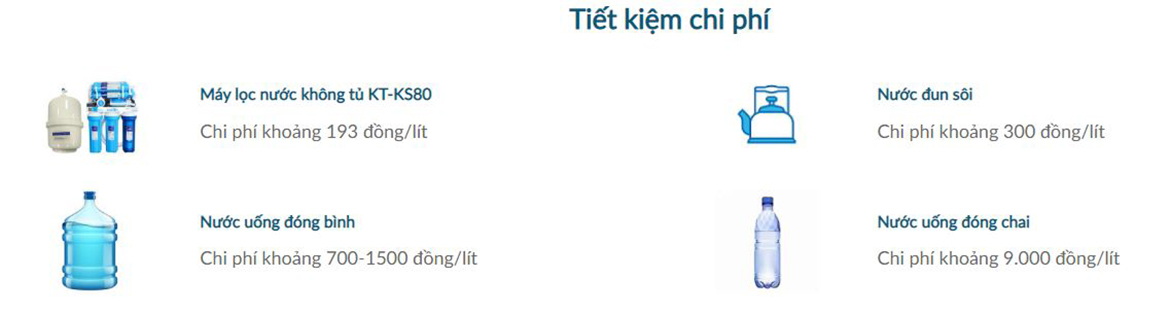 Tiết kiệm chi phí
Máy lọc nước không tủ KT-KS80
Chi phí khoảng 193 đồng/lít
Nước đun sôi
Chi phí khoảng 300 đồng/lít
Nước uống đóng bình
Chi phí khoảng 700-1500 đồng/lít
Nước uống đóng chai
Chi phí khoảng 9.000 đồng/lít